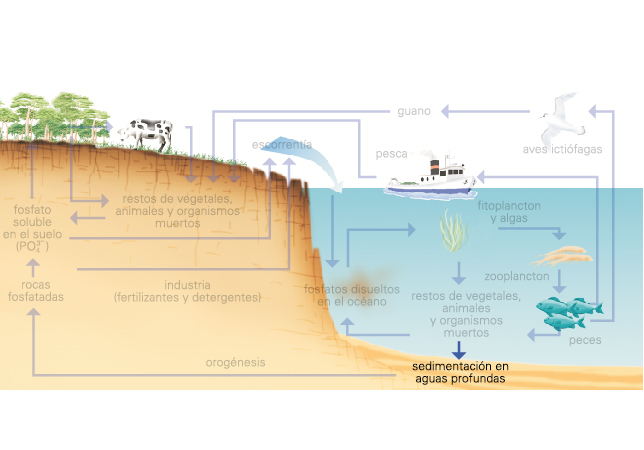 guano
aves ictiófagas
escorrentía
pesca
restos de vegetales,
animales y organismos
muertos
fosfato
soluble
en el suelo
(PO₄²⁻)
fitoplancton
y algas
zooplancton
rocas
fosfatadas
industria
(fertilizantes y detergentes)
fosfatos disueltos
en el océano
restos de vegetales,
animales
y organismos
muertos
peces
orogénesis
sedimentación en
aguas profundas